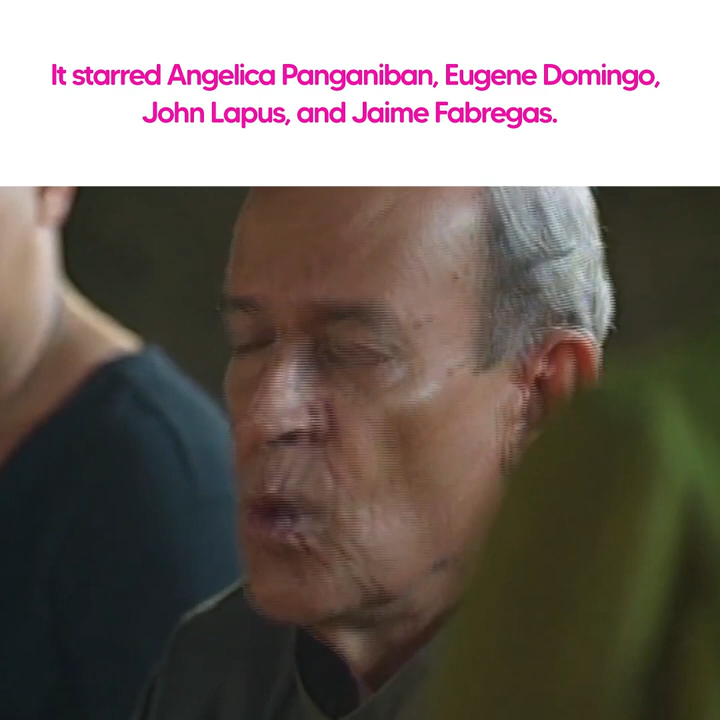 It starred Angelica Panganiban, Eugene Domingo,
John Lapus, and Jaime Fabregas.